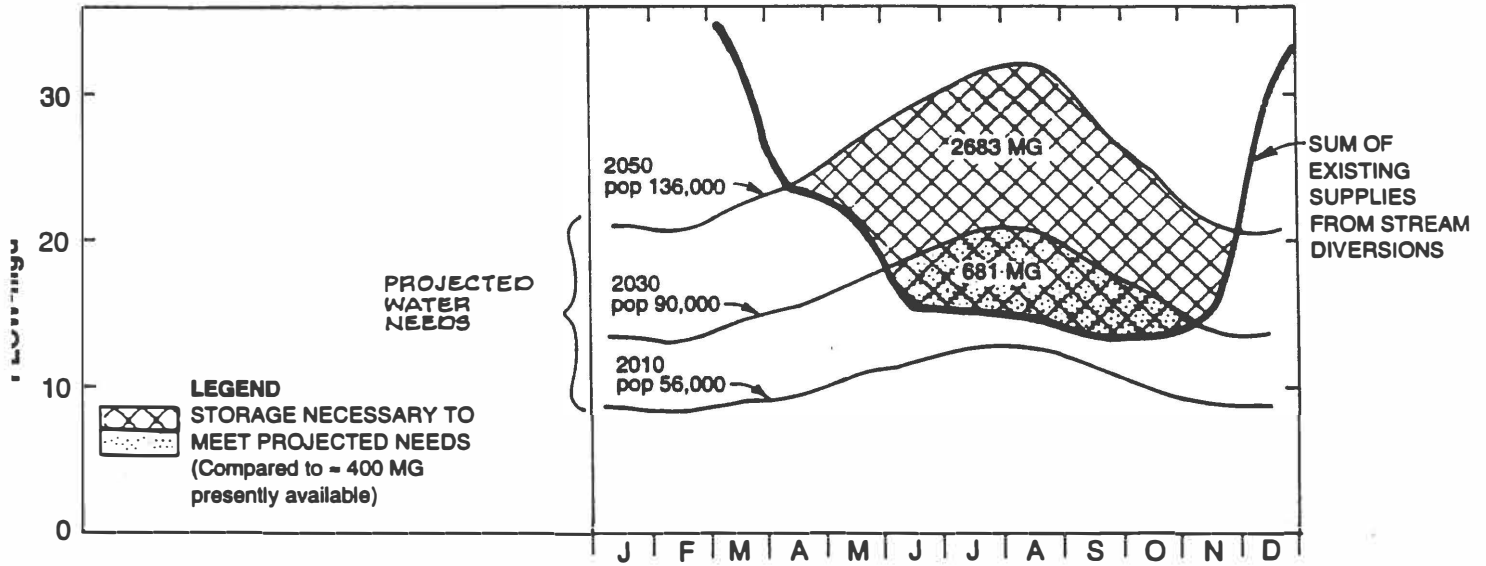 30
20
10
0
2050
pop 136,000
2030
pop 90,000
2010
pop 56,000
PROJECTED
WATER
NEEDS
2683 MG
681 MG
SUM OF
EXISTING
SUPPLIES
FROM STREAM
DIVERSIONS
LEGEND
STORAGE NECESSARY TO
MEET PROJECTED NEEDS
(Compared to ≈ 400 MG
presently available)
J F M A M J J A S O N D